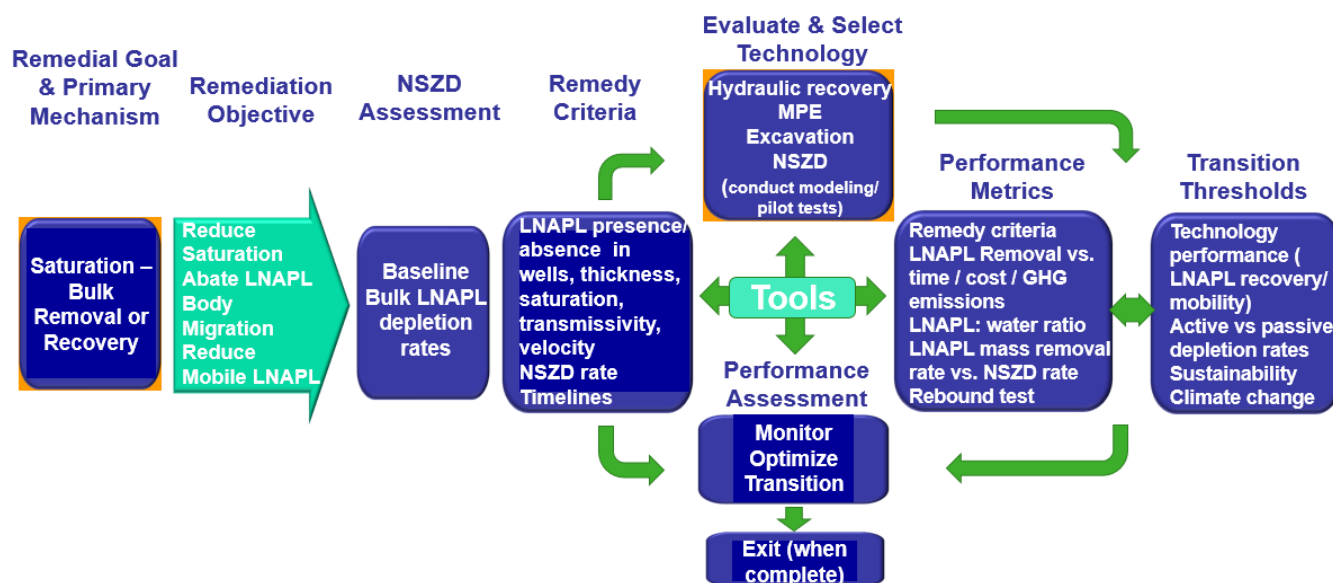 Remedial Goal
& Primary
Mechanism
Saturation –
Bulk
Removal or
Recovery
Remediation
Objective
Reduce
Saturation
Abate LNAPL
Body
Migration
Reduce
Mobile LNAPL
NSZD
Assessment
Baseline
Bulk LNAPL
depletion
rates
Remedy
Criteria
LNAPL presence/
absence in
wells, thickness,
saturation,
transmissivity,
velocity
NSZD rate
Timelines
Evaluate & Select
Technology
Hydraulic recovery
MPE
Excavation
NSZD
(conduct modeling/
pilot tests)
Tools
Performance
Assessment
Monitor
Optimize
Transition
Exit (when
complete)
Performance
Metrics
Remedy criteria
LNAPL Removal vs.
time / cost / GHG
emissions
LNAPL: water ratio
LNAPL mass removal
rate vs. NSZD rate
Rebound test
Transition
Thresholds
Technology
performance (
LNAPL recovery/
mobility)
Active vs passive
depletion rates
Sustainability
Climate change